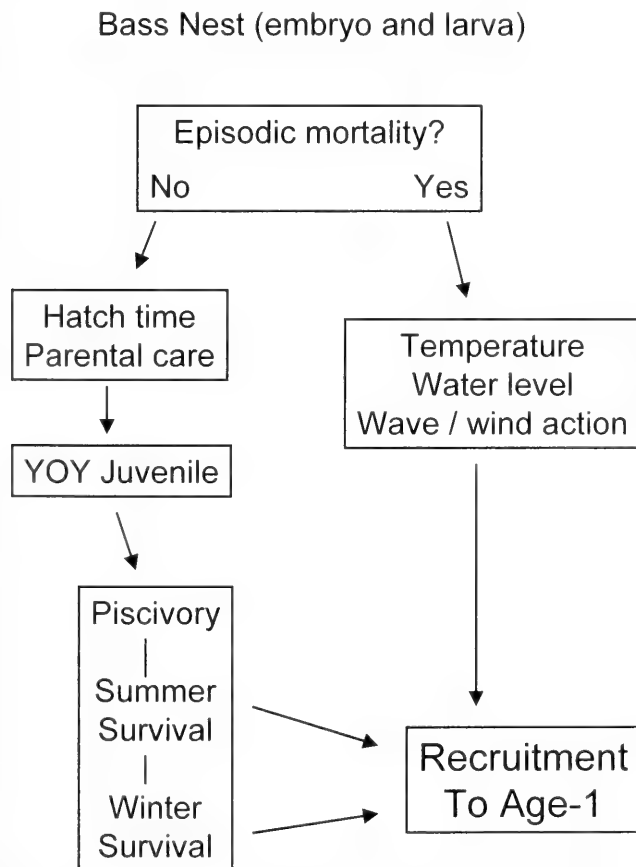 Bass Nest (embryo and larva)
Episodic mortality?
No Yes
Hatch time
Parental care
Temperature
Water level
Wave / wind action
YOY Juvenile
Piscivory
Summer
Survival
Winter
Survival
Recruitment
To Age-1